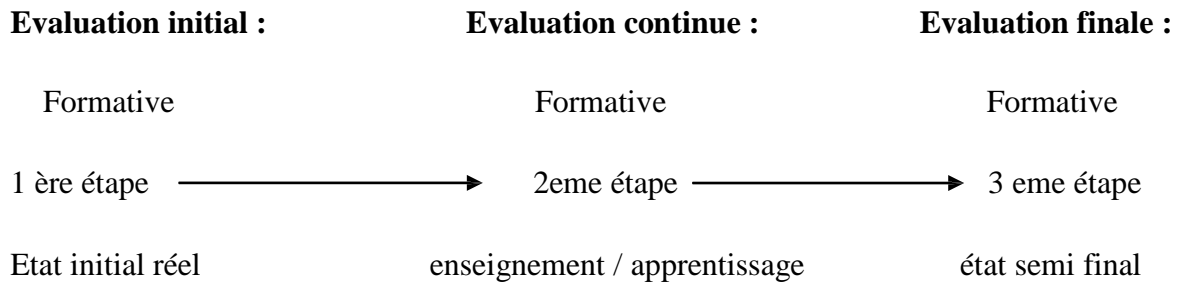 Evaluation initial : Evaluation continue : Evaluation finale :
Formative Formative Formative
1 ère étape 2eme étape 3 eme étape
Etat initial réel enseignement / apprentissage état semi final